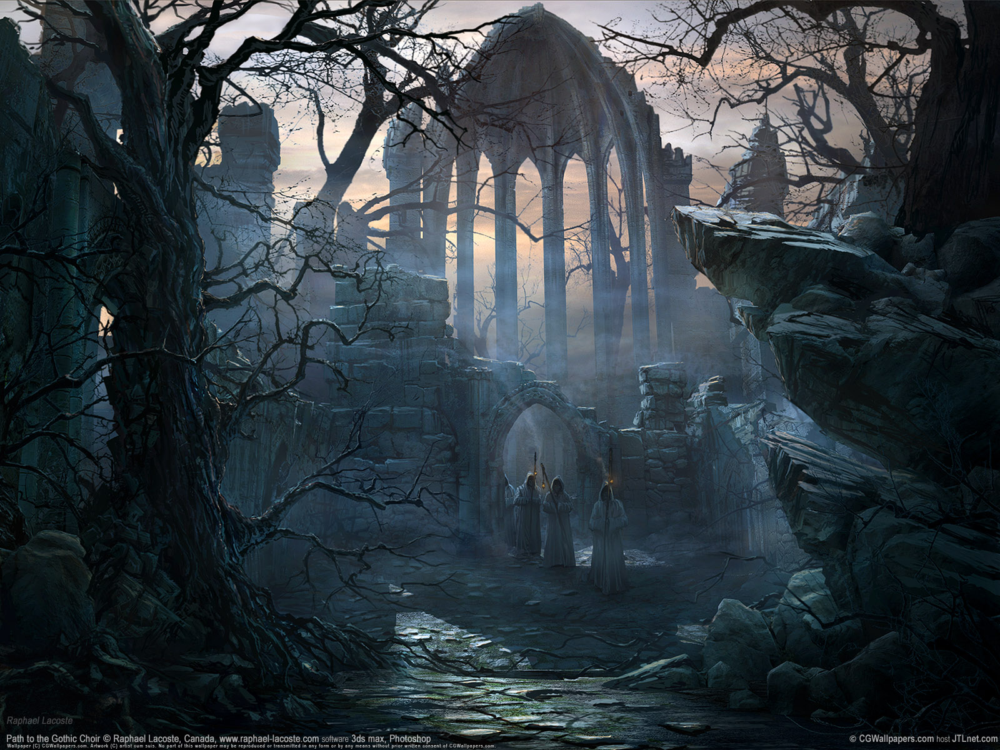 Raphael Lacoste
Path to the Gothic Choir © Raphael Lacoste, Canada, www.raphael-lacoste.com software 3ds max, Photoshop
Wallpaper (C) CGWallpapers.com. Artwork (C) artist cum suis. No part of this wallpaper may be reproduced or transmitted in any form or by any means without prior written consent of CGWallpapers.com.
© CGWallpapers.com host JTLnet.com